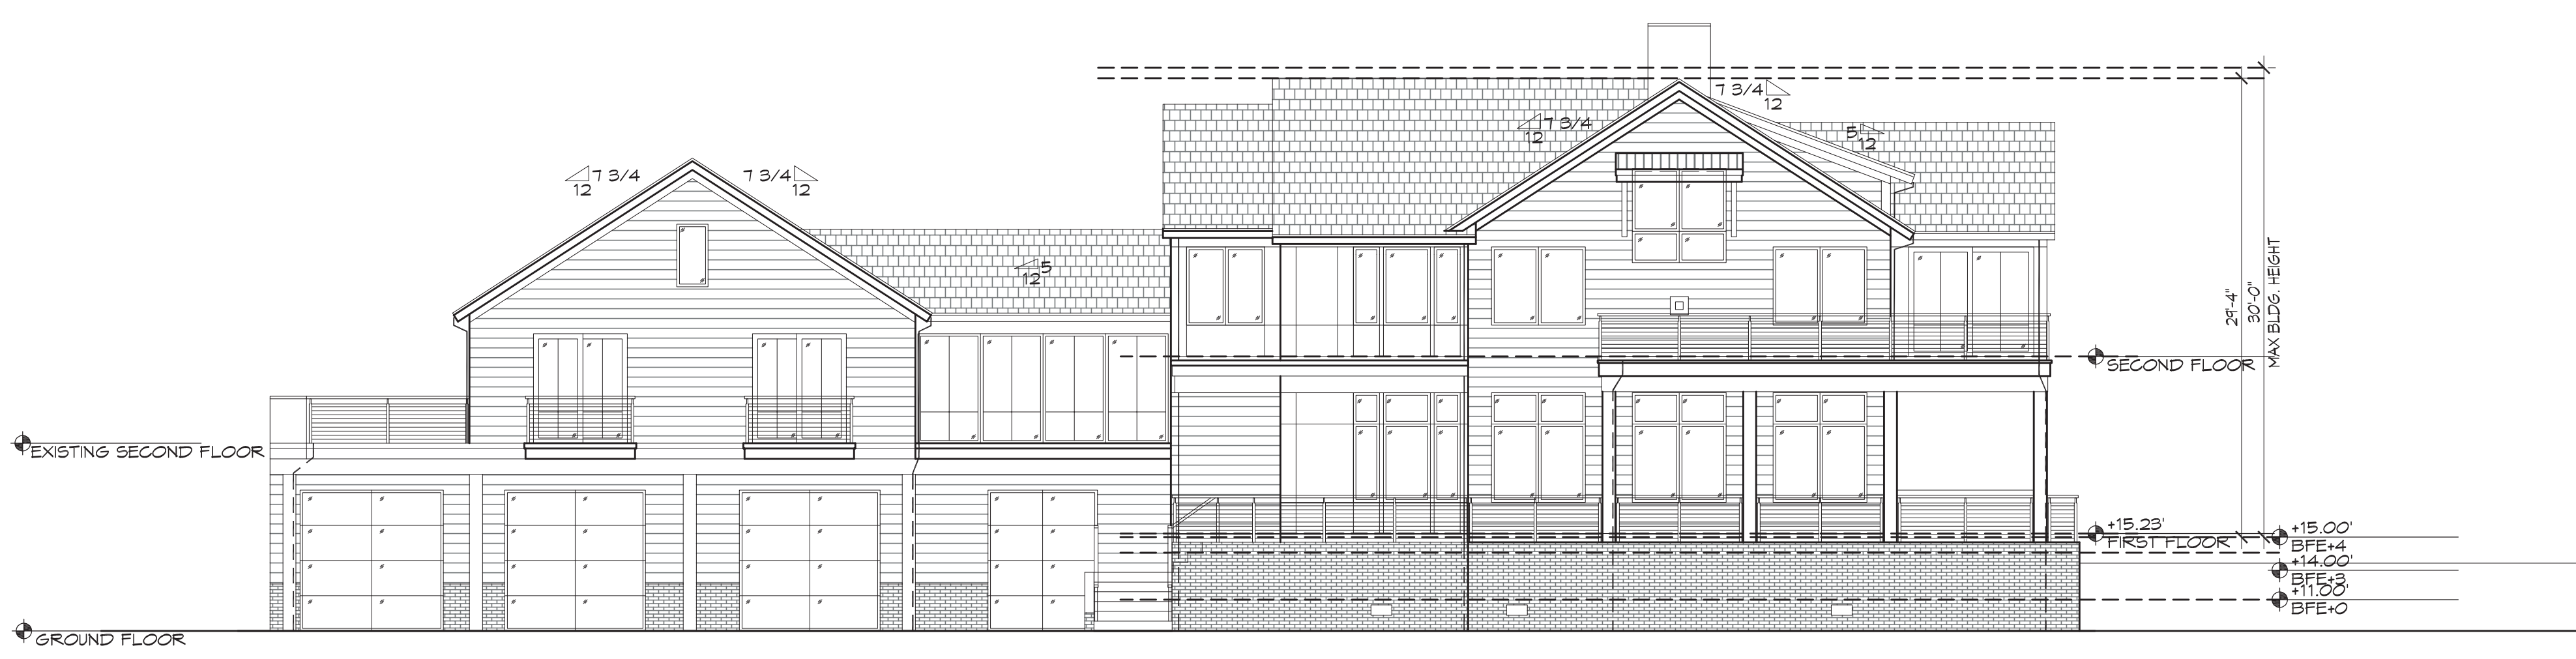 7 3/4
12
7 3/4
12
7 3/4
12
7 3/4
12
5
12
5
12
29'-4"
30'-0"
MAX BLDG. HEIGHT
SECOND FLOOR
EXISTING SECOND FLOOR
+15.23'
FIRST FLOOR
+15.00'
BFE+4
+14.00'
BFE+3
+11.00'
BFE+0
GROUND FLOOR